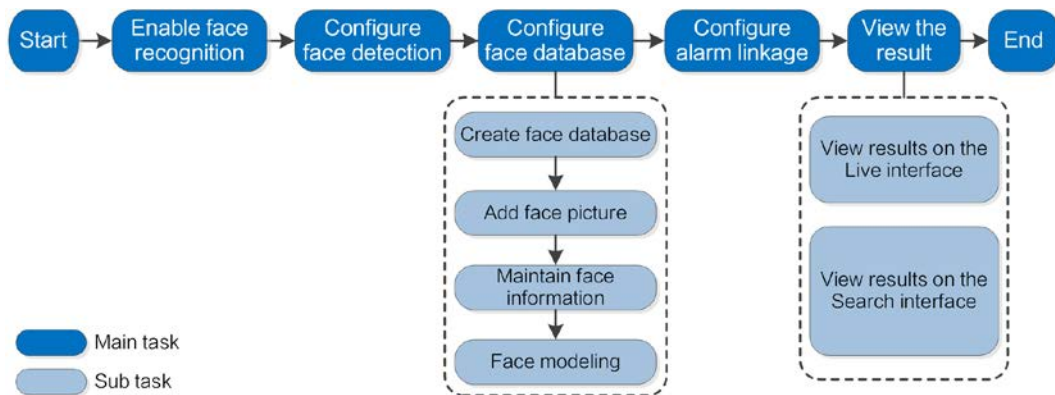 Start
Enable face
recognition
Configure
face detection
Configure
face database
Configure
alarm linkage
View the
result
End
Create face database
Add face picture
Maintain face
information
Face modeling
View results on the
Live interface
View results on the
Search interface
Main task
Sub task